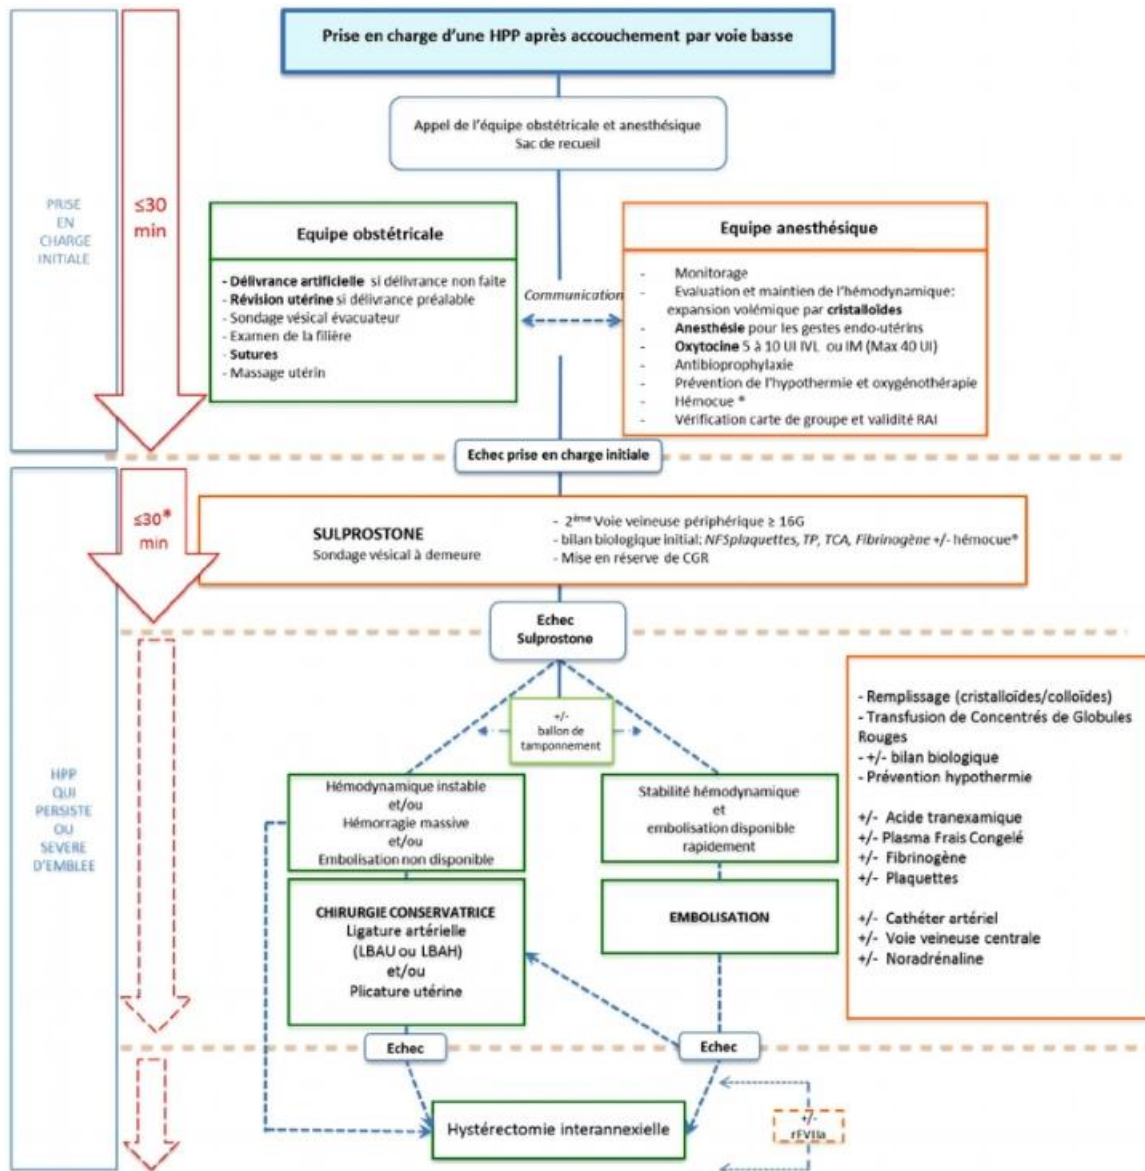 Prise en charge d'une HPP après accouchement par voie basse
Appel de l'équipe obstétricale et anesthésique
Sac de recueil
PRISE
EN
CHARGE
INITIALE
≤30
min
Equipe obstétricale
- Délivrance artificielle si délivrance non faite
- Révision utérine si délivrance préalable
- Sondage vésical évacuateur
- Examen de la filière
- Sutures
- Massage utérin
Communication
Equipe anesthésique
- Monitorage
- Evaluation et maintien de l'hémodynamique:
expansion volémique par cristalloïdes
- Anesthésie pour les gestes endo-utérins
- Oxytocine 5 à 10 UI IVL ou IM (Max 40 UI)
- Antibioprophylaxie
- Prévention de l'hypothermie et oxygénothérapie
- Hémocue ®
- Vérification carte de groupe et validité RAI
Echec prise en charge initiale
≤30*
min
SULPROSTONE
Sondage vésical à demeure
- 2ème Voie veineuse périphérique ≥ 16G
- bilan biologique initial: NFSplaquettes, TP, TCA, Fibrinogène +/- hémocue®
- Mise en réserve de CGR
Echec
Sulprostone
HPP
QUI
PERSISTE
OU
SEVERE
D'EMBLEE
+/-
ballon de
tamponnement
Hémodynamique instable
et/ou
Hémorragie massive
et/ou
Embolisation non disponible
Stabilité hémodynamique
et
embolisation disponible
rapidement
CHIRURGIE CONSERVATRICE
Ligature artérielle
(LBAU ou LBAH)
et/ou
Plicature utérine
EMBOLISATION
- Remplissage (cristalloïdes/colloïdes)
- Transfusion de Concentrés de Globules
Rouges
- +/- bilan biologique
- Prévention hypothermie
+/- Acide tranexamique
+/- Plasma Frais Congelé
+/- Fibrinogène
+/- Plaquettes
+/- Cathéter artériel
+/- Voie veineuse centrale
+/- Noradrénaline
Echec
Echec
Hystérectomie interannexielle
+/-
rFVIIa